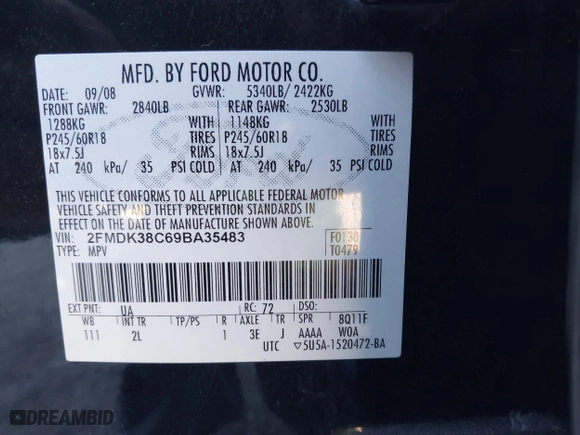 MFD. BY FORD MOTOR CO.
DATE: 09/08 GVWR: 5340LB/ 2422KG
FRONT GAWR: 2840LB REAR GAWR: 2530LB
1288KG WITH 1148KG WITH
P245/60R18 TIRES P245/60R18 TIRES
18x7.5J RIMS 18x7.5J RIMS
AT 240 kPa/ 35 PSI COLD AT 240 kPa/ 35 PSI COLD
THIS VEHICLE CONFORMS TO ALL APPLICABLE FEDERAL MOTOR
VEHICLE SAFETY AND THEFT PREVENTION STANDARDS IN
EFFECT ON THE DATE OF MANUFACTURE SHOWN ABOVE.
VIN: 2FMDK38C69BA35483 F0130
TYPE: MPV T0479
EXT PNT: UA RC: 72 DSO:
WB INT TR TP/PS R AXLE TR SPR 8Q11F
111 2L 1 3E J AAAA WOA
UTC ▽5U5A-1520472-BA
DREAMBID